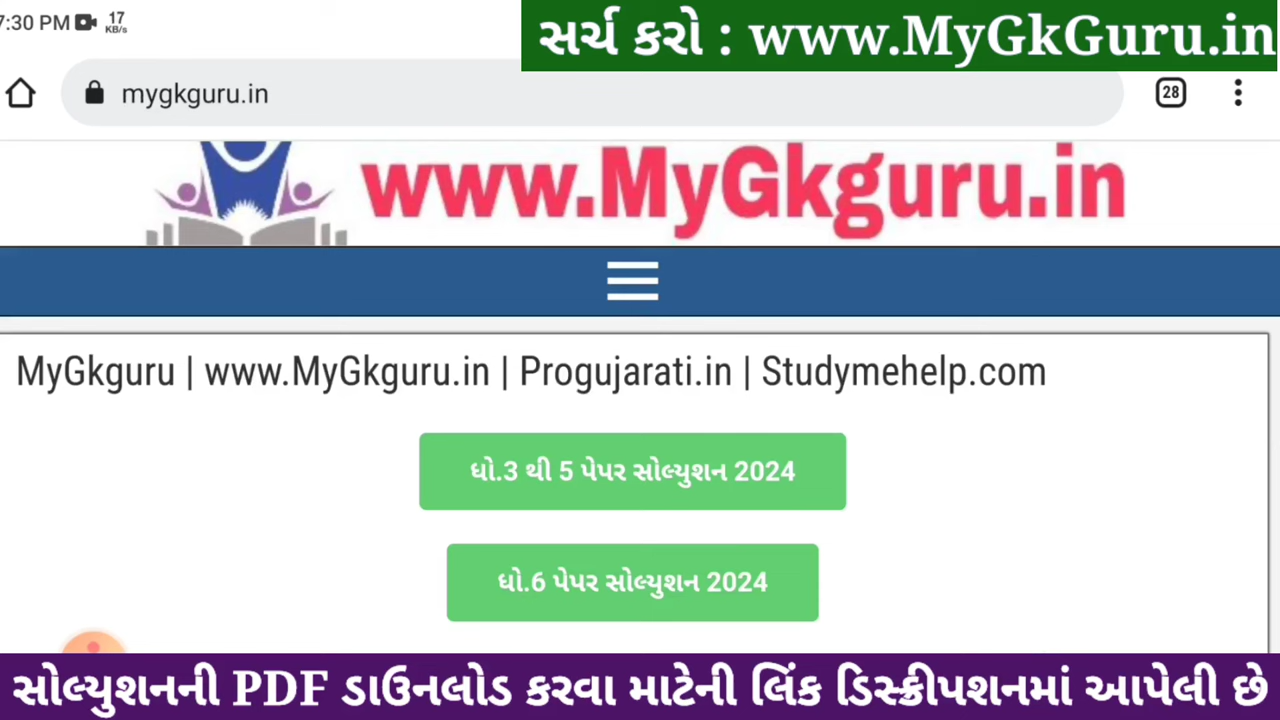 7:30 PM 17 KB/s
સર્ચ કરો : www.MyGkGuru.in
mygkguru.in 28
www.MyGkguru.in
MyGkguru | www.MyGkguru.in | Progujarati.in | Studymehelp.com
ધો.3 થી 5 પેપર સોલ્યુશન 2024
ધો.6 પેપર સોલ્યુશન 2024
સોલ્યુશનની PDF ડાઉનલોડ કરવા માટેની લિંક ડિસ્ક્રીપશનમાં આપેલી છે